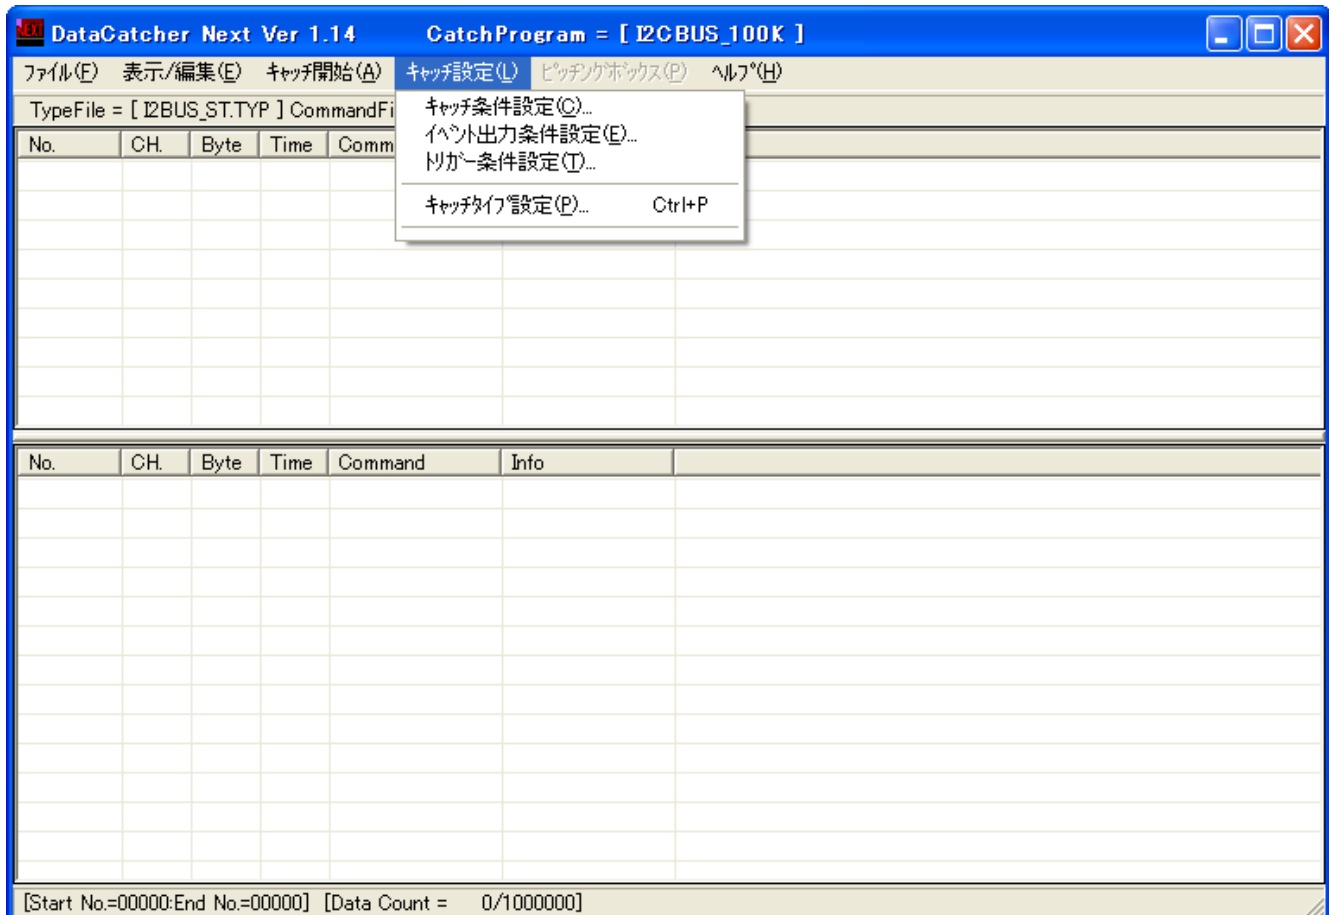 NEXT DataCatcher Next Ver 1.14 CatchProgram = [ I2CBUS_100K ]
ﾌｧｲﾙ(F) 表示/編集(E) ｷｬｯﾁ開始(A) ｷｬｯﾁ設定(L) ﾋﾟｯﾁﾝｸﾞﾎﾞｯｸｽ(P) ﾍﾙﾌﾟ(H)
TypeFile = [ I2BUS_ST.TYP ] CommandFi
ｷｬｯﾁ条件設定(C)...
ｲﾍﾞﾝﾄ出力条件設定(E)...
ﾄﾘｶﾞｰ条件設定(T)...
ｷｬｯﾁﾀｲﾌﾟ設定(P)... Ctrl+P
No. CH. Byte Time Comm
No. CH. Byte Time Command Info
[Start No.=00000:End No.=00000] [Data Count = 0/1000000]